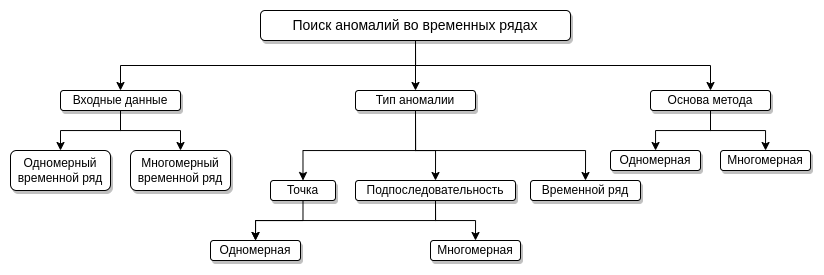 Поиск аномалий во временных рядах
Входные данные
Тип аномалии
Основа метода
Одномерный
временной ряд
Многомерный
временной ряд
Одномерная
Многомерная
Точка
Подпоследовательность
Временной ряд
Одномерная
Многомерная